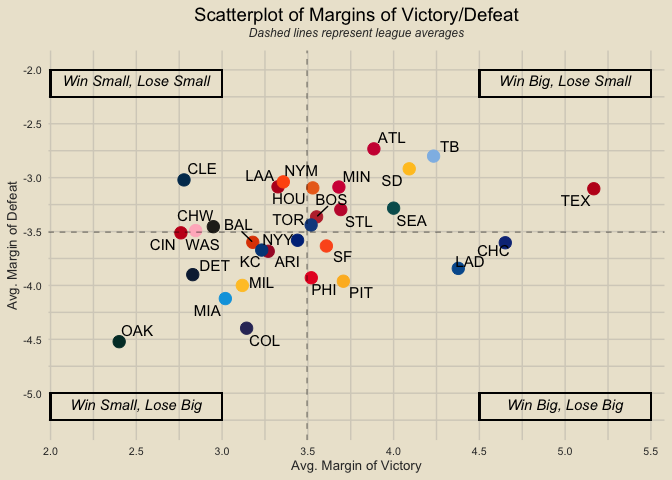 Scatterplot of Margins of Victory/Defeat
Dashed lines represent league averages
-2.0
Win Small, Lose Small
Win Big, Lose Small
-2.5
ATL
TB
-3.0
CLE
LAA
NYM
MIN
SD
HOU
BOS
TEX
CHW
BAL
TOR
STL
SEA
-3.5
CIN
WAS
NYY
CHC
KC
ARI
SF
LAD
DET
-4.0
MIL
PHI
PIT
MIA
-4.5
OAK
COL
-5.0
Win Small, Lose Big
Win Big, Lose Big
Avg. Margin of Defeat
2.0 2.5 3.0 3.5 4.0 4.5 5.0 5.5
Avg. Margin of Victory